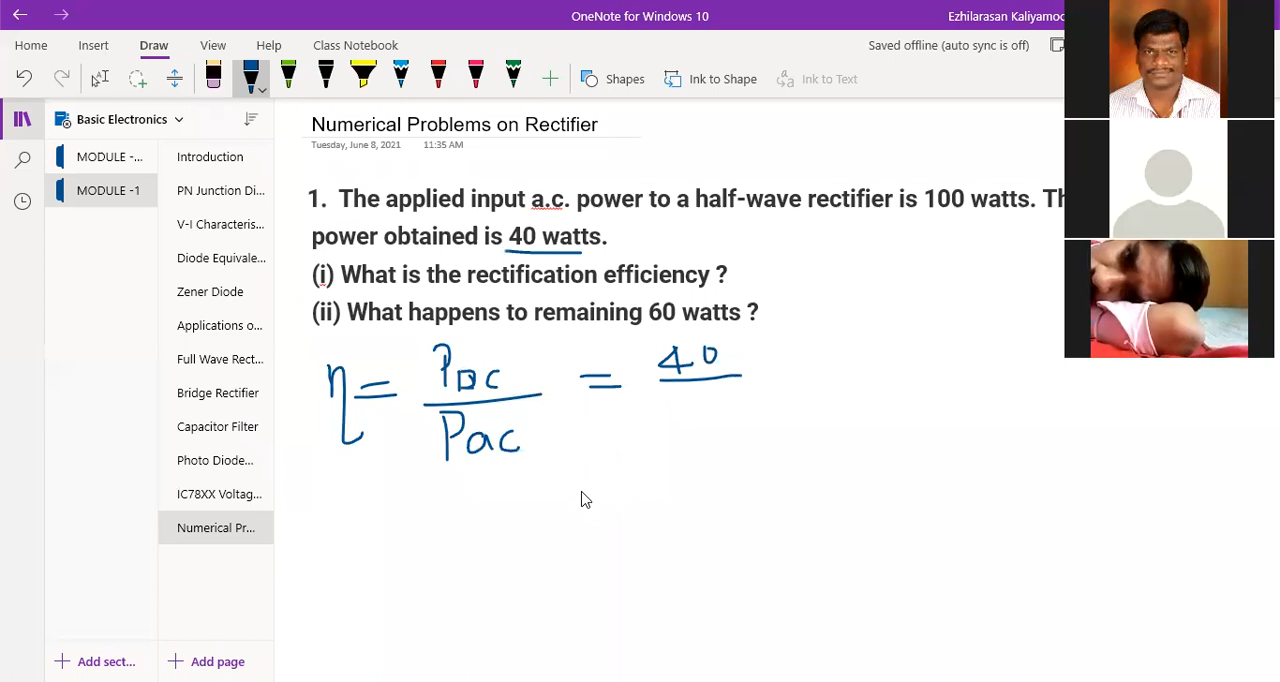 OneNote for Windows 10
Ezhilarasan Kaliyamoo
Home Insert Draw View Help Class Notebook
Saved offline (auto sync is off)
Shapes Ink to Shape Ink to Text
Basic Electronics
MODULE -...
MODULE -1
Introduction
PN Junction Di...
V-I Characteris...
Diode Equivale...
Zener Diode
Applications o...
Full Wave Rect...
Bridge Rectifier
Capacitor Filter
Photo Diode...
IC78XX Voltag...
Numerical Pr...
Add sect...
Add page
Numerical Problems on Rectifier
Tuesday, June 8, 2021 11:35 AM
1. The applied input a.c. power to a half-wave rectifier is 100 watts. Th
power obtained is 40 watts.
(i) What is the rectification efficiency ?
(ii) What happens to remaining 60 watts ?
η = PDC / Pac = 40